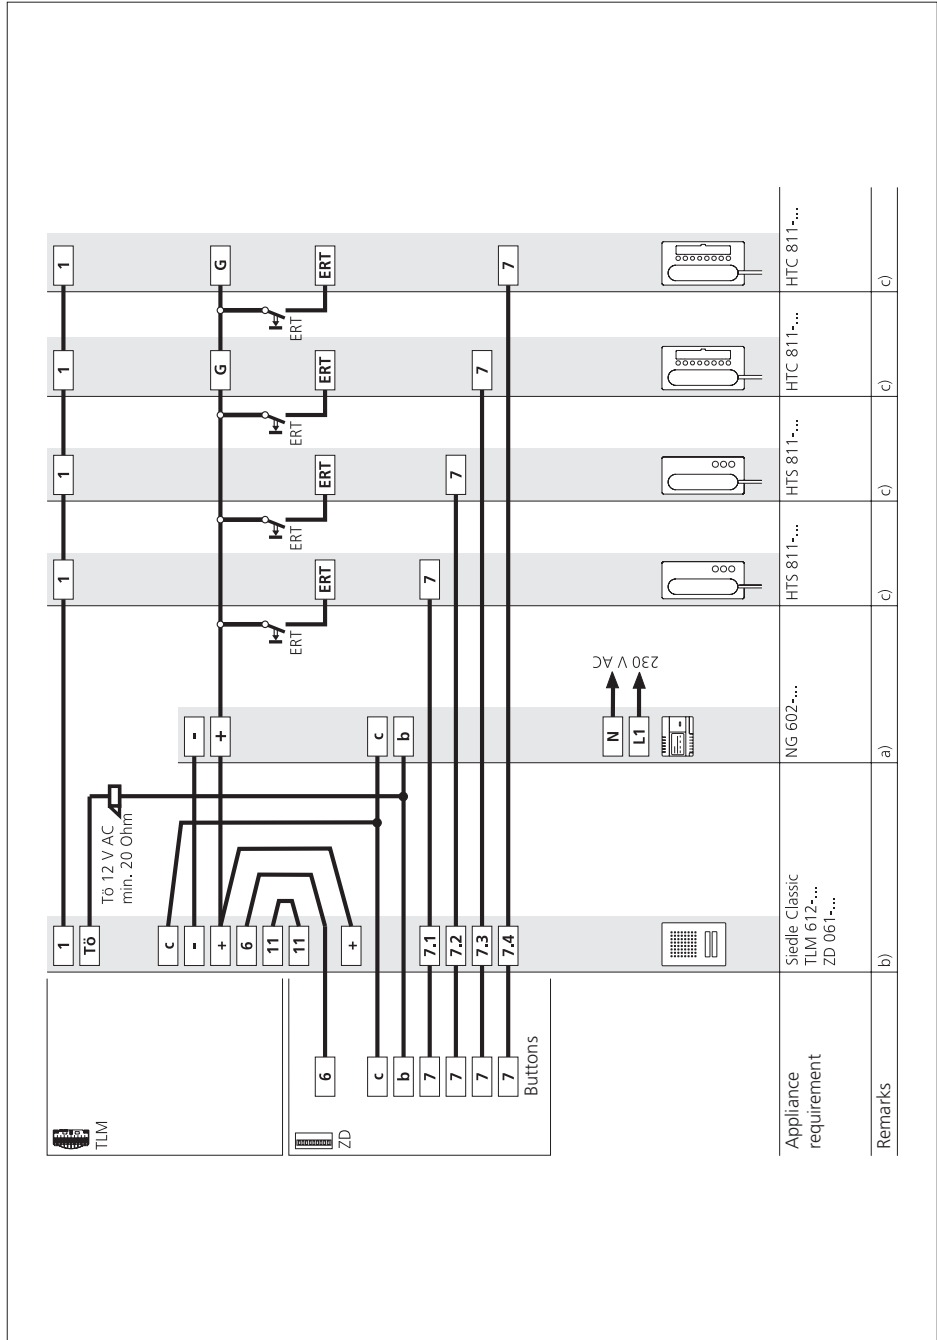 1 1 1 1 1
Tö
TLM
Tö 12 V AC
min. 20 Ohm
c
- -
+ + G G
6
11
11
ERT ERT ERT ERT
6 ERT ERT ERT ERT
ZD
+
c c
b b
7 7.1 7
7 7.2 7
7 7.3 7
7 7.4 7
Buttons
N
L1
230 V AC
Appliance requirement
Siedle Classic
TLM 612-...
ZD 061-...
NG 602-...
HTS 811-...
HTS 811-...
HTC 811-...
HTC 811-...
Remarks
b) a) c) c) c) c)